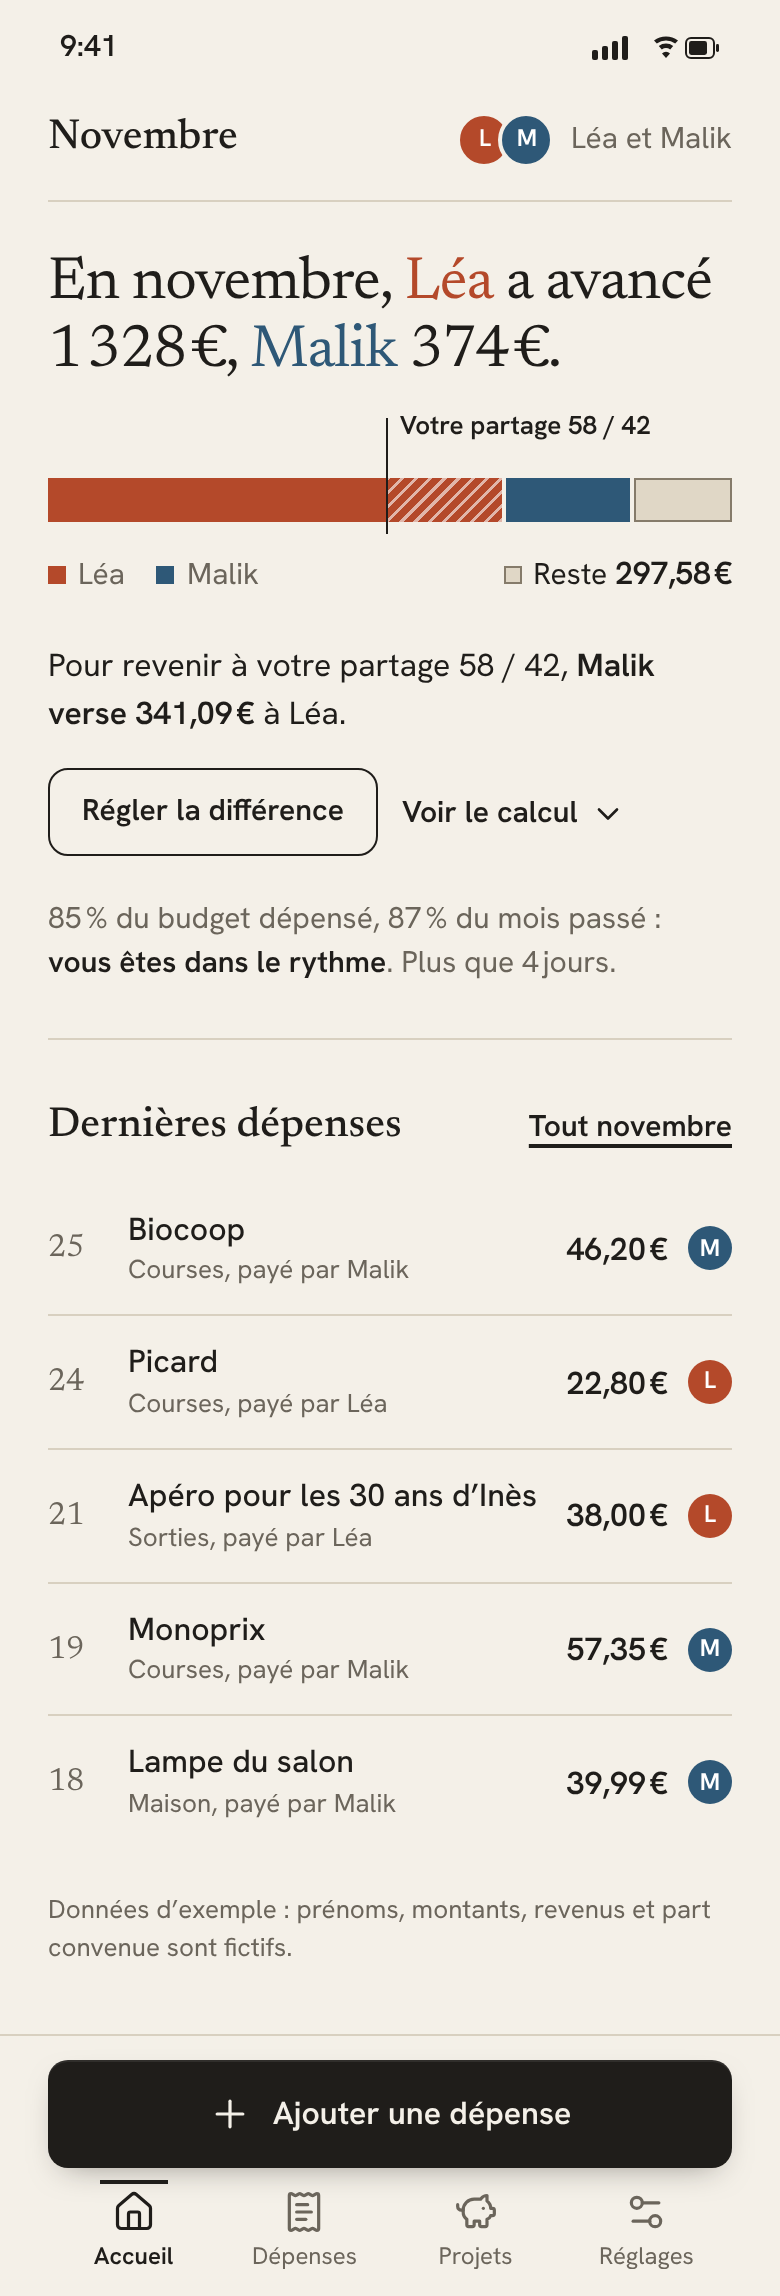 9:41
Novembre
L M Léa et Malik
En novembre, Léa a avancé
1 328 €, Malik 374 €.
Votre partage 58 / 42
Léa Malik Reste 297,58 €
Pour revenir à votre partage 58 / 42, Malik
verse 341,09 € à Léa.
Régler la différence Voir le calcul
85 % du budget dépensé, 87 % du mois passé :
vous êtes dans le rythme. Plus que 4 jours.
Dernières dépenses Tout novembre
25 Biocoop 46,20 € M
Courses, payé par Malik
24 Picard 22,80 € L
Courses, payé par Léa
21 Apéro pour les 30 ans d’Inès 38,00 € L
Sorties, payé par Léa
19 Monoprix 57,35 € M
Courses, payé par Malik
18 Lampe du salon 39,99 € M
Maison, payé par Malik
Données d’exemple : prénoms, montants, revenus et part
convenue sont fictifs.
Ajouter une dépense
Accueil Dépenses Projets Réglages